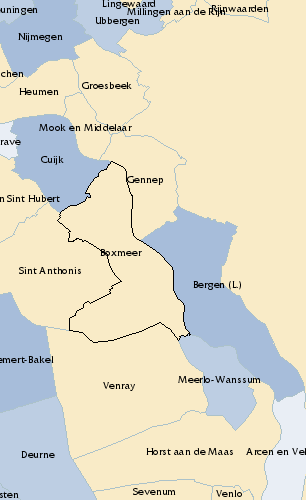 Lingewaard
uningen
Millingen aan de Rijn
Rijnwaarden
Ubbergen
Nijmegen
chen
Groesbeek
Heumen
Mook en Middelaar
rave
Cuijk
Gennep
n Sint Hubert
Boxmeer
Sint Anthonis
Bergen (L.)
emert-Bakel
Meerlo-Wanssum
Venray
Horst aan de Maas
Arcen en Vel
Deurne
Sevenum
Venlo
sten